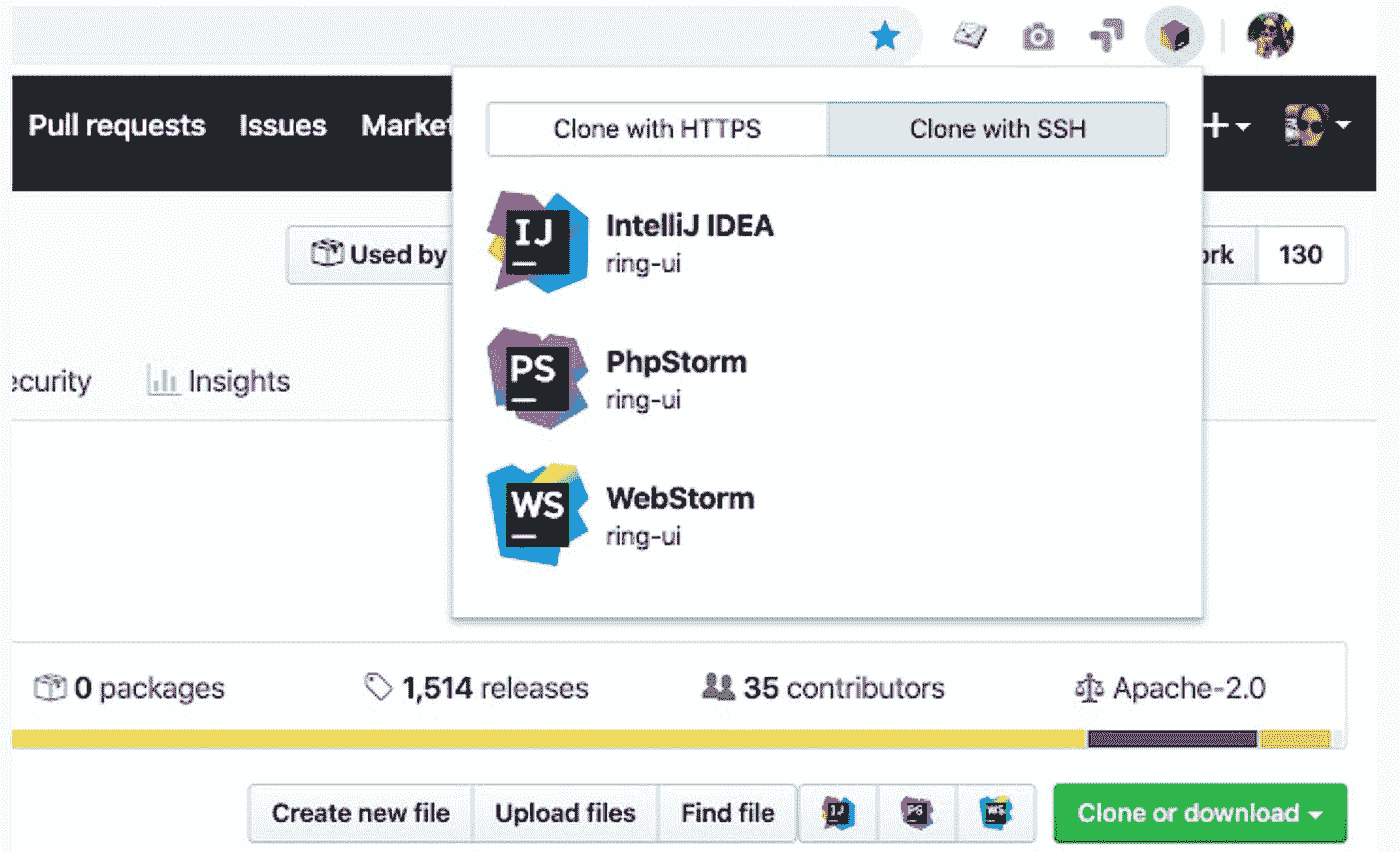 Pull requests Issues Market
Clone with HTTPS Clone with SSH
IJ
IntelliJ IDEA
ring-ui
Used by
ork 130
PS
PhpStorm
ring-ui
ecurity Insights
WS
WebStorm
ring-ui
0 packages 1,514 releases 35 contributors Apache-2.0
Create new file Upload files Find file IJ PS WS Clone or download